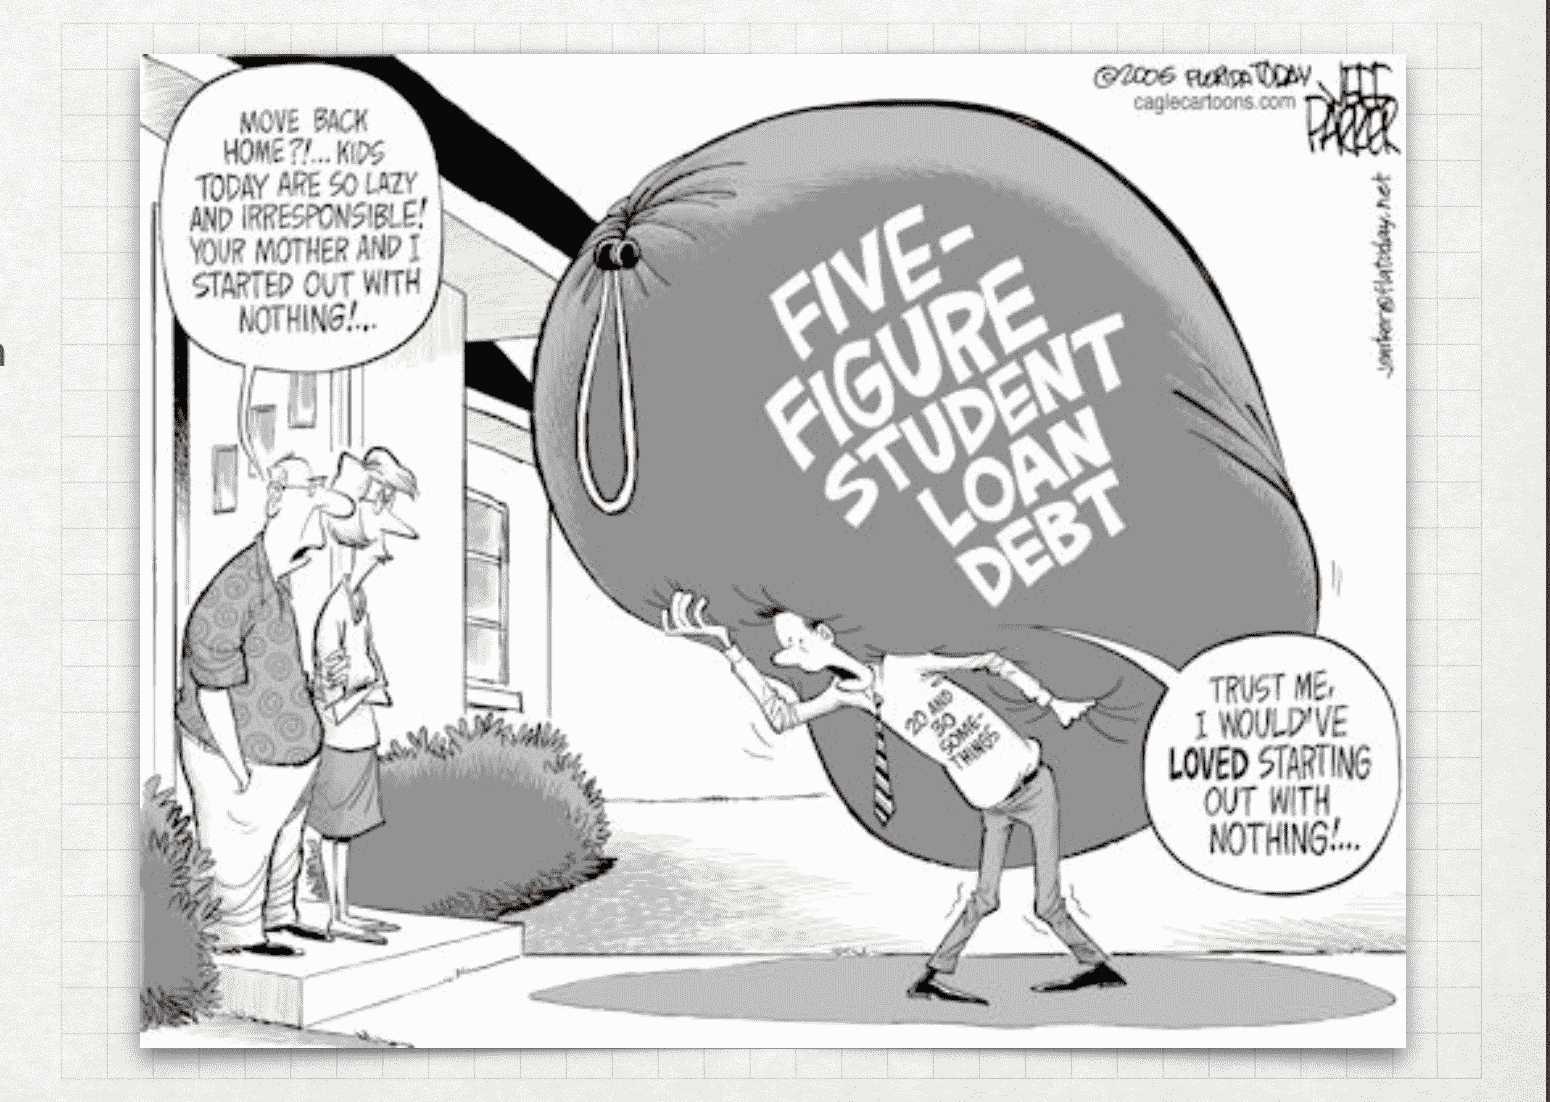 ©2005 FLORIDA TODAY
caglecartoons.com
JEFF
PARKER
MOVE BACK
HOME?!... KIDS
TODAY ARE SO LAZY
AND IRRESPONSIBLE!
YOUR MOTHER AND I
STARTED OUT WITH
NOTHING!...
FIVE-
FIGURE
STUDENT
LOAN
DEBT
20 AND
30
SOME-
THINGS
TRUST ME,
I WOULD'VE
LOVED STARTING
OUT WITH
NOTHING!...